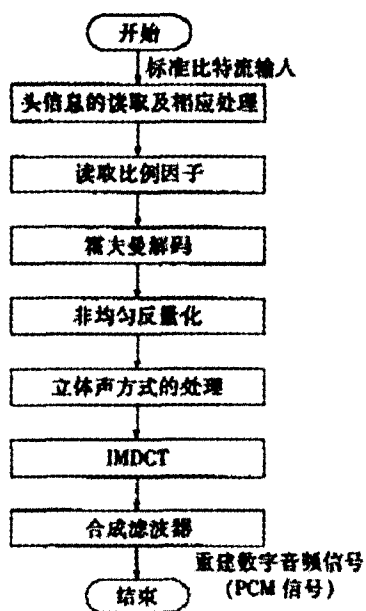 开始
标准比特流输入
头信息的读取及相应处理
读取比例因子
霍夫曼解码
非均匀反量化
立体声方式的处理
IMDCT
合成滤波器
重建数字音频信号
(PCM 信号)
结束